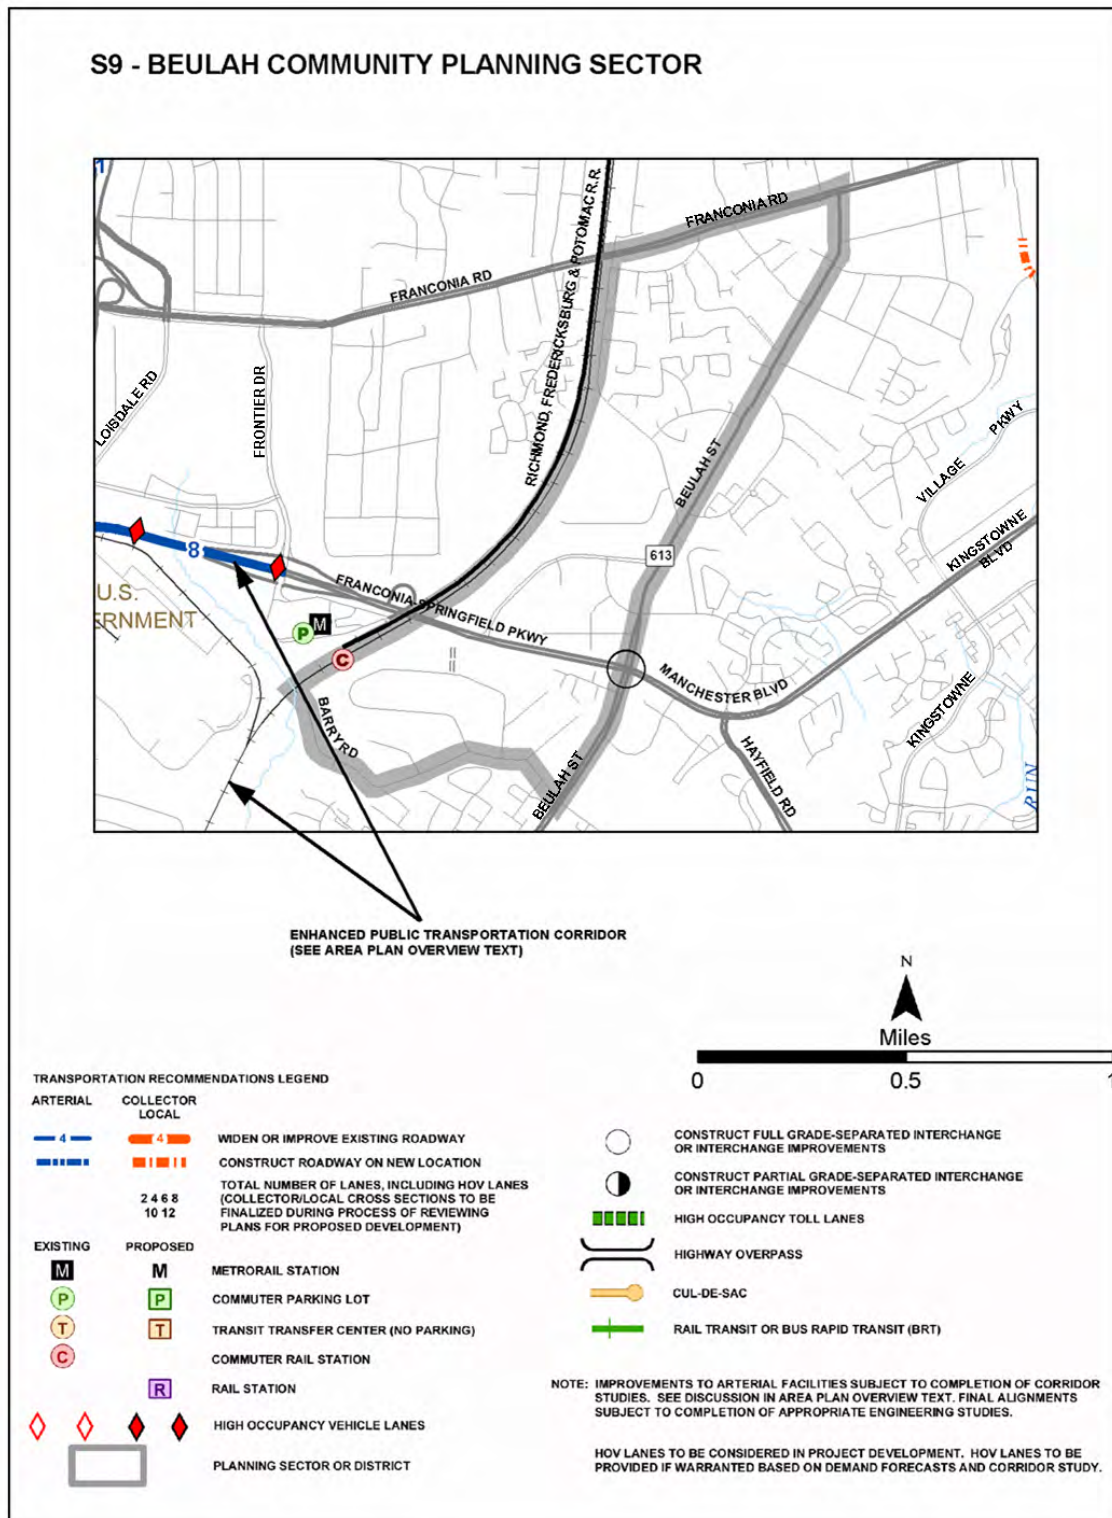 S9 - BEULAH COMMUNITY PLANNING SECTOR
1
FRANCONIA RD
RICHMOND, FREDERICKSBURG & POTOMAC R.R.
FRANCONIA RD
LOISDALE RD
FRONTIER DR
BEULAH ST
VILLAGE PKWY
KINGSTOWNE BLVD
613
8
U.S.
ERNMENT
FRANCONIA-SPRINGFIELD PKWY
M
P
C
MANCHESTER BLVD
BARRY RD
BEULAH ST
HAYFIELD RD
KINGSTOWNE
RUN
ENHANCED PUBLIC TRANSPORTATION CORRIDOR
(SEE AREA PLAN OVERVIEW TEXT)
N
Miles
0 0.5 1
TRANSPORTATION RECOMMENDATIONS LEGEND
ARTERIAL COLLECTOR
LOCAL
4 4 WIDEN OR IMPROVE EXISTING ROADWAY
CONSTRUCT ROADWAY ON NEW LOCATION
2 4 6 8
10 12
TOTAL NUMBER OF LANES, INCLUDING HOV LANES
(COLLECTOR/LOCAL CROSS SECTIONS TO BE
FINALIZED DURING PROCESS OF REVIEWING
PLANS FOR PROPOSED DEVELOPMENT)
EXISTING PROPOSED
M M METRORAIL STATION
P P COMMUTER PARKING LOT
T T TRANSIT TRANSFER CENTER (NO PARKING)
C COMMUTER RAIL STATION
R RAIL STATION
HIGH OCCUPANCY VEHICLE LANES
PLANNING SECTOR OR DISTRICT
CONSTRUCT FULL GRADE-SEPARATED INTERCHANGE
OR INTERCHANGE IMPROVEMENTS
CONSTRUCT PARTIAL GRADE-SEPARATED INTERCHANGE
OR INTERCHANGE IMPROVEMENTS
HIGH OCCUPANCY TOLL LANES
HIGHWAY OVERPASS
CUL-DE-SAC
RAIL TRANSIT OR BUS RAPID TRANSIT (BRT)
NOTE: IMPROVEMENTS TO ARTERIAL FACILITIES SUBJECT TO COMPLETION OF CORRIDOR
STUDIES. SEE DISCUSSION IN AREA PLAN OVERVIEW TEXT. FINAL ALIGNMENTS
SUBJECT TO COMPLETION OF APPROPRIATE ENGINEERING STUDIES.
HOV LANES TO BE CONSIDERED IN PROJECT DEVELOPMENT. HOV LANES TO BE
PROVIDED IF WARRANTED BASED ON DEMAND FORECASTS AND CORRIDOR STUDY.